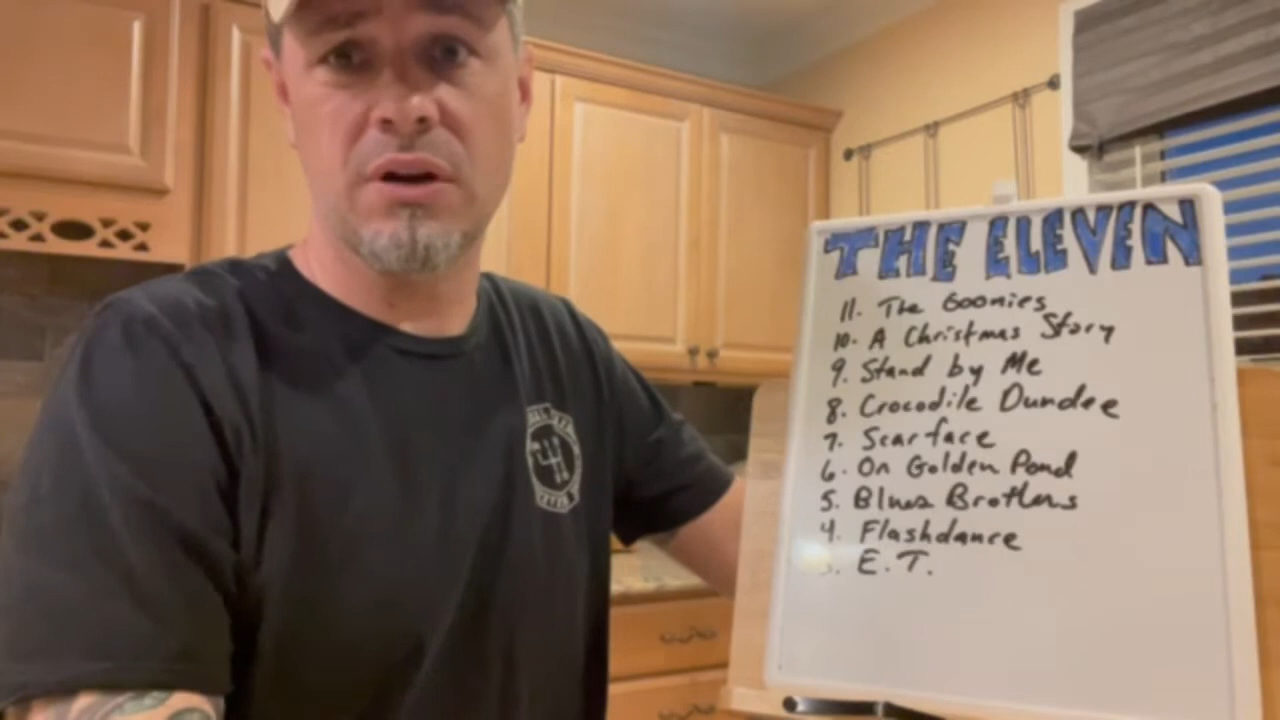 THE ELEVEN
11. The Goonies
10. A Christmas Story
9. Stand by Me
8. Crocodile Dundee
7. Scarface
6. On Golden Pond
5. Blues Brothers
4. Flashdance
E.T.